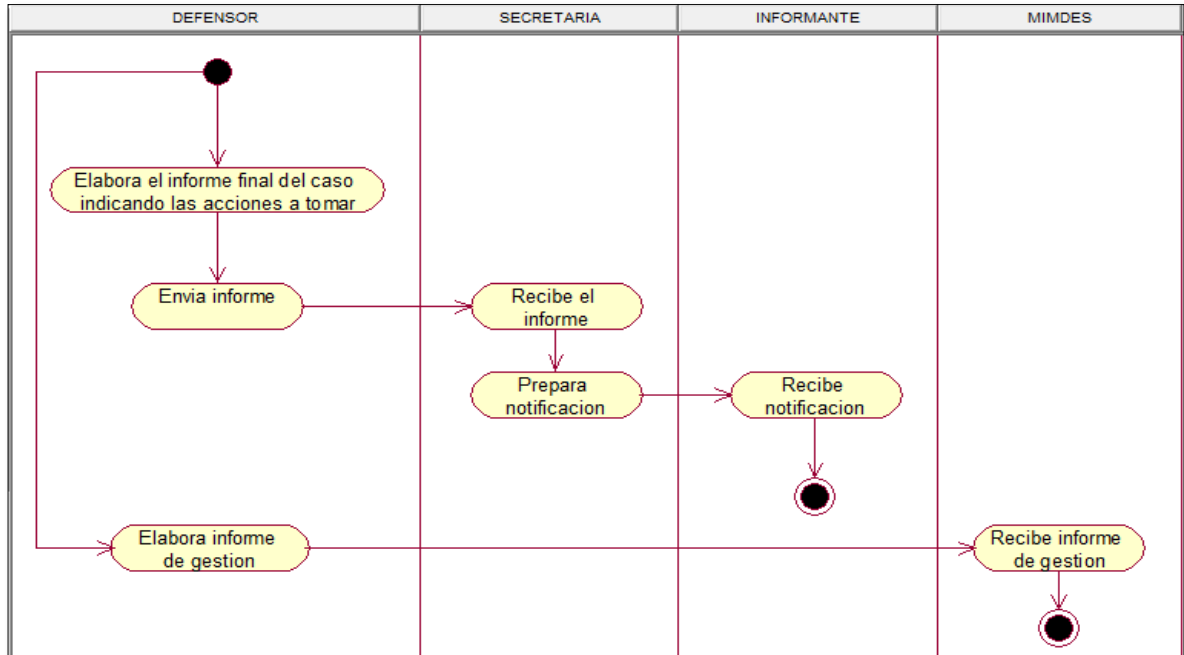 DEFENSOR
SECRETARIA
INFORMANTE
MIMDES
Elabora el informe final del caso
indicando las acciones a tomar
Envia informe
Recibe el
informe
Prepara
notificacion
Recibe
notificacion
Elabora informe
de gestion
Recibe informe
de gestion